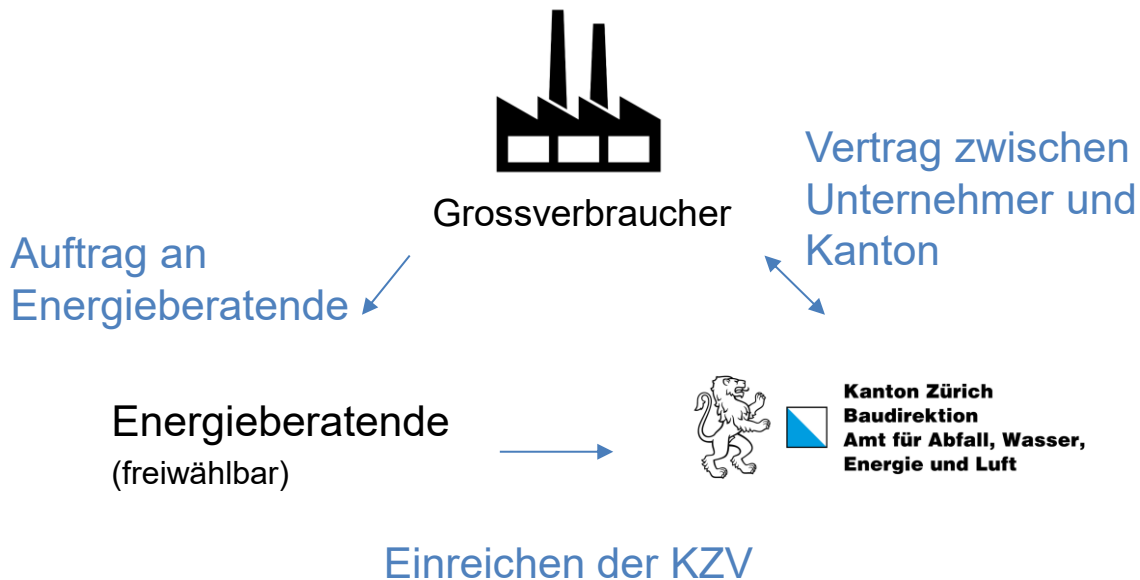 Grossverbraucher
Vertrag zwischen
Unternehmer und
Kanton
Auftrag an
Energieberatende
Energieberatende
(freiwählbar)
Kanton Zürich
Baudirektion
Amt für Abfall, Wasser,
Energie und Luft
Einreichen der KZV